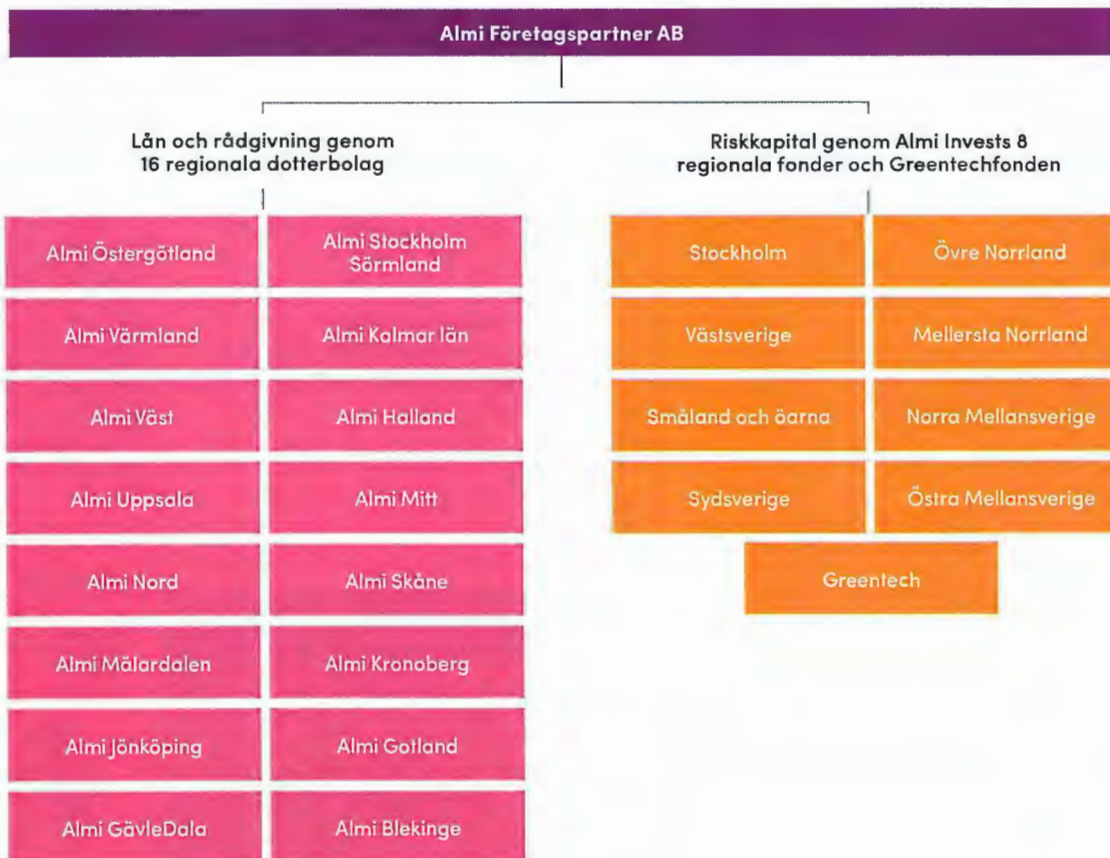 Almi Företagspartner AB
Lån och rådgivning genom
16 regionala dotterbolag
Riskkapital genom Almi Invests 8
regionala fonder och Greentechfonden
Almi Östergötland
Almi Stockholm
Sörmland
Almi Värmland
Almi Kalmar län
Almi Väst
Almi Halland
Almi Uppsala
Almi Mitt
Almi Nord
Almi Skåne
Almi Mälardalen
Almi Kronoberg
Almi Jönköping
Almi Gotland
Almi GävleDala
Almi Blekinge
Stockholm
Övre Norrland
Västsverige
Mellersta Norrland
Småland och öarna
Norra Mellansverige
Sydsverige
Östra Mellansverige
Greentech